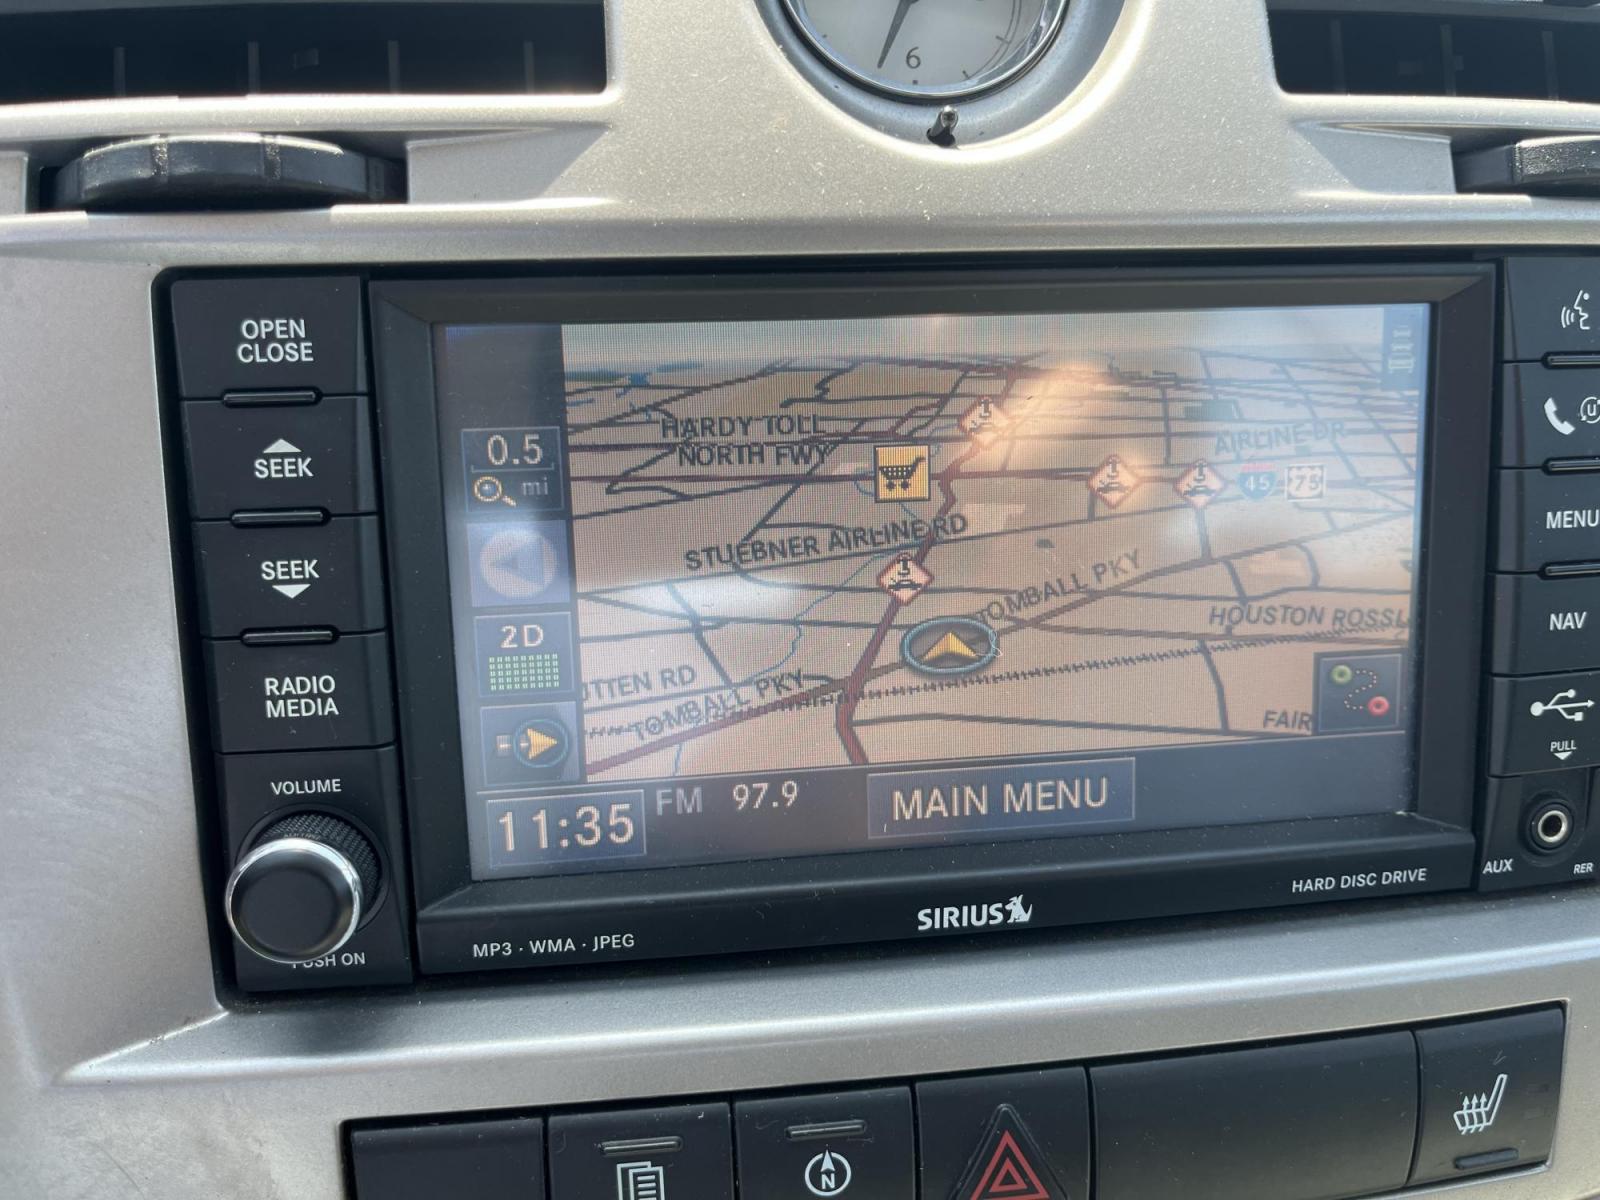 6
OPEN
CLOSE
SEEK
SEEK
RADIO
MEDIA
VOLUME
PUSH ON
0.5
mi
2D
HARDY TOLL
NORTH FWY
AIRLINE DR
45
75
STUEBNER AIRLINE RD
TOMBALL PKY
HOUSTON ROSSL
TTEN RD
TOMBALL PKY
FAIR
11:35
FM 97.9
MAIN MENU
MP3 · WMA · JPEG
SIRIUS
HARD DISC DRIVE
MENU
NAV
PULL
AUX
RER
N